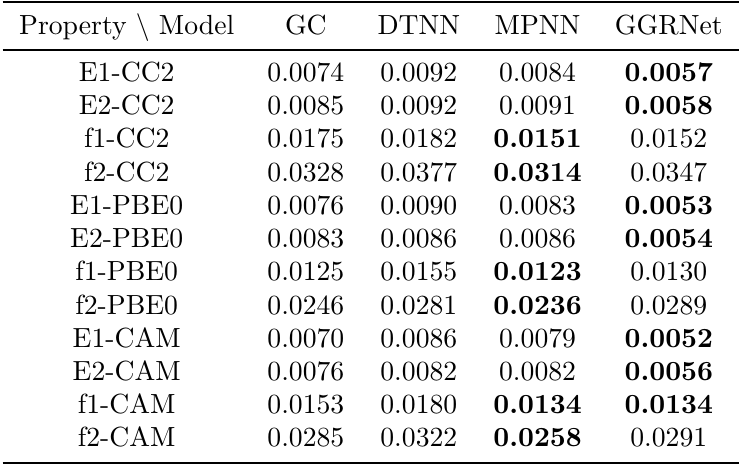 Property \ Model GC DTNN MPNN GGRNet
E1-CC2 0.0074 0.0092 0.0084 0.0057
E2-CC2 0.0085 0.0092 0.0091 0.0058
f1-CC2 0.0175 0.0182 0.0151 0.0152
f2-CC2 0.0328 0.0377 0.0314 0.0347
E1-PBE0 0.0076 0.0090 0.0083 0.0053
E2-PBE0 0.0083 0.0086 0.0086 0.0054
f1-PBE0 0.0125 0.0155 0.0123 0.0130
f2-PBE0 0.0246 0.0281 0.0236 0.0289
E1-CAM 0.0070 0.0086 0.0079 0.0052
E2-CAM 0.0076 0.0082 0.0082 0.0056
f1-CAM 0.0153 0.0180 0.0134 0.0134
f2-CAM 0.0285 0.0322 0.0258 0.0291